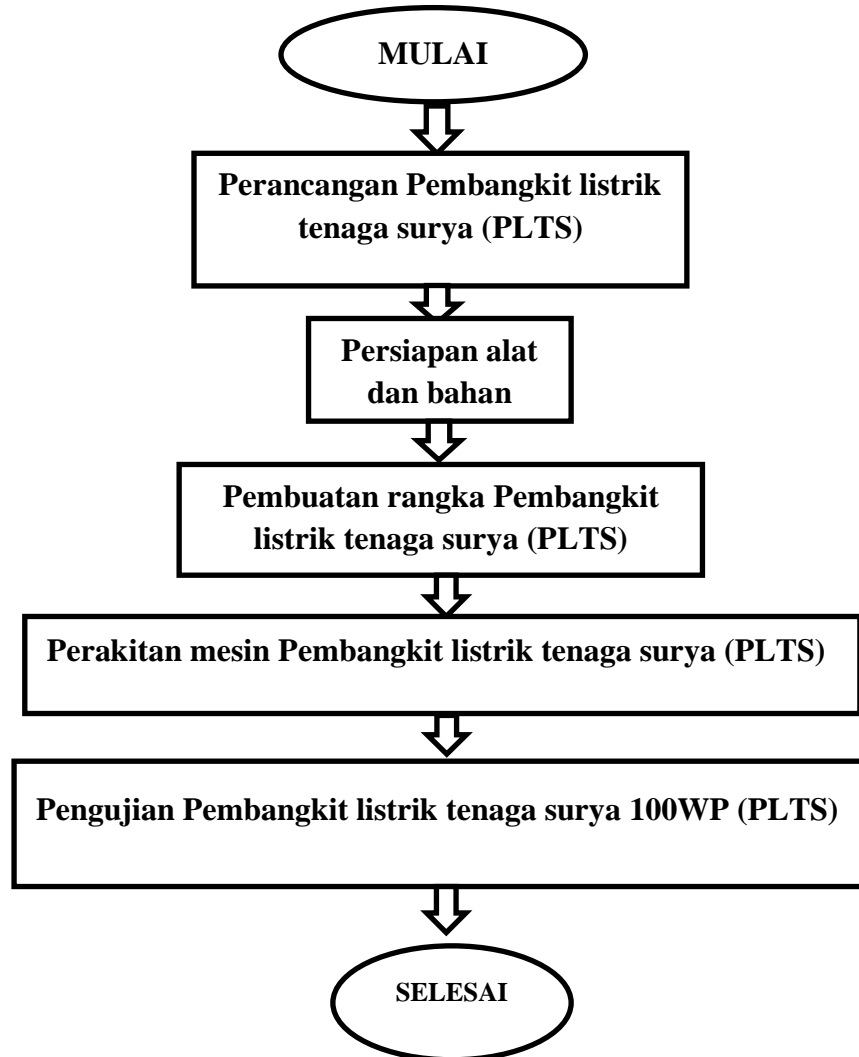 MULAI
Perancangan Pembangkit listrik
tenaga surya (PLTS)
Persiapan alat
dan bahan
Pembuatan rangka Pembangkit
listrik tenaga surya (PLTS)
Perakitan mesin Pembangkit listrik tenaga surya (PLTS)
Pengujian Pembangkit listrik tenaga surya 100WP (PLTS)
SELESAI